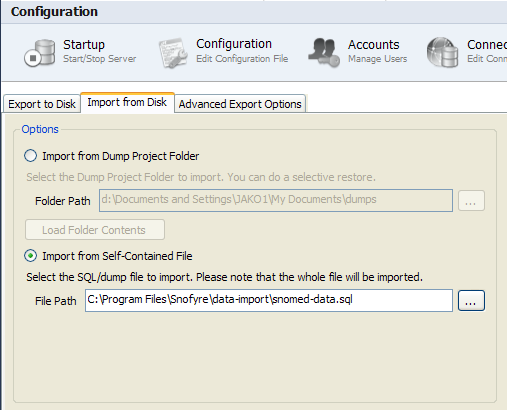 Configuration
Startup
Start/Stop Server
Configuration
Edit Configuration File
Accounts
Manage Users
Connec
Edit Conn
Export to Disk
Import from Disk
Advanced Export Options
Options
Import from Dump Project Folder
Select the Dump Project Folder to import. You can do a selective restore.
Folder Path
d:\Documents and Settings\JAKO1\My Documents\dumps
...
Load Folder Contents
Import from Self-Contained File
Select the SQL/dump file to import. Please note that the whole file will be imported.
File Path
C:\Program Files\Snofyre\data-import\snomed-data.sql
...